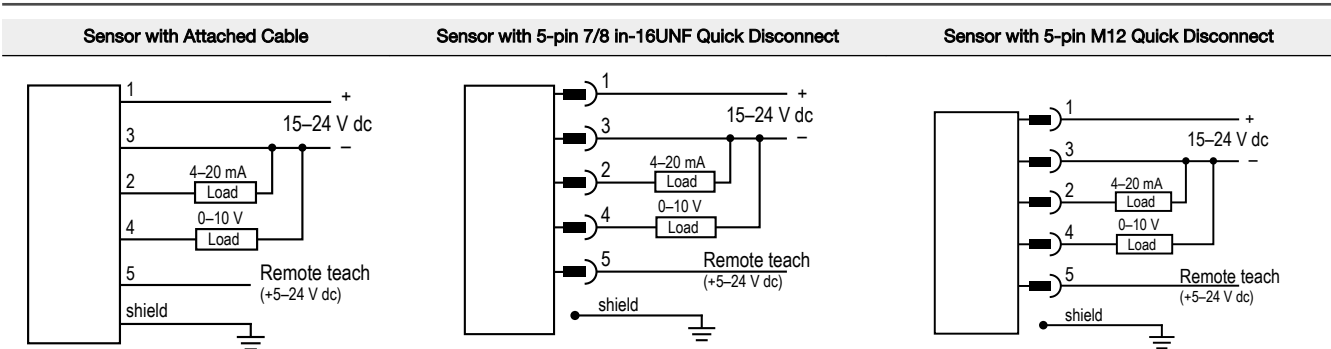 Sensor with Attached Cable
Sensor with 5-pin 7/8 in-16UNF Quick Disconnect
Sensor with 5-pin M12 Quick Disconnect
1
+
15–24 V dc
3
–
4–20 mA
2
Load
0–10 V
4
Load
5
Remote teach
(+5–24 V dc)
shield
1
+
15–24 V dc
3
–
4–20 mA
2
Load
0–10 V
4
Load
5
Remote teach
(+5–24 V dc)
shield
1
+
15–24 V dc
3
–
4–20 mA
2
Load
0–10 V
4
Load
5
Remote teach
(+5–24 V dc)
shield